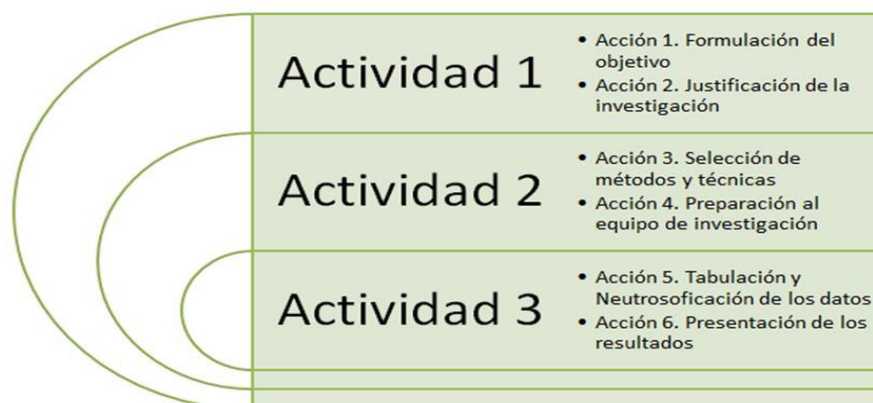 Actividad 1
• Acción 1. Formulación del
objetivo
• Acción 2. Justificación de la
investigación
Actividad 2
• Acción 3. Selección de
métodos y técnicas
• Acción 4. Preparación al
equipo de investigación
Actividad 3
• Acción 5. Tabulación y
Neutrosoficación de los datos
• Acción 6. Presentación de los
resultados